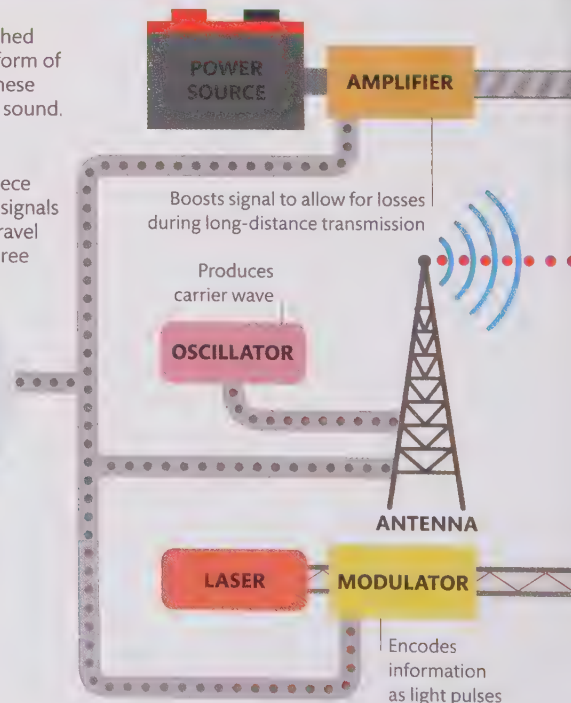 hed
form of
hese
sound.
ece
signals
ravel
ree
POWER
SOURCE
AMPLIFIER
Boosts signal to allow for losses
during long-distance transmission
Produces
carrier wave
OSCILLATOR
ANTENNA
LASER
MODULATOR
Encodes
information
as light pulses